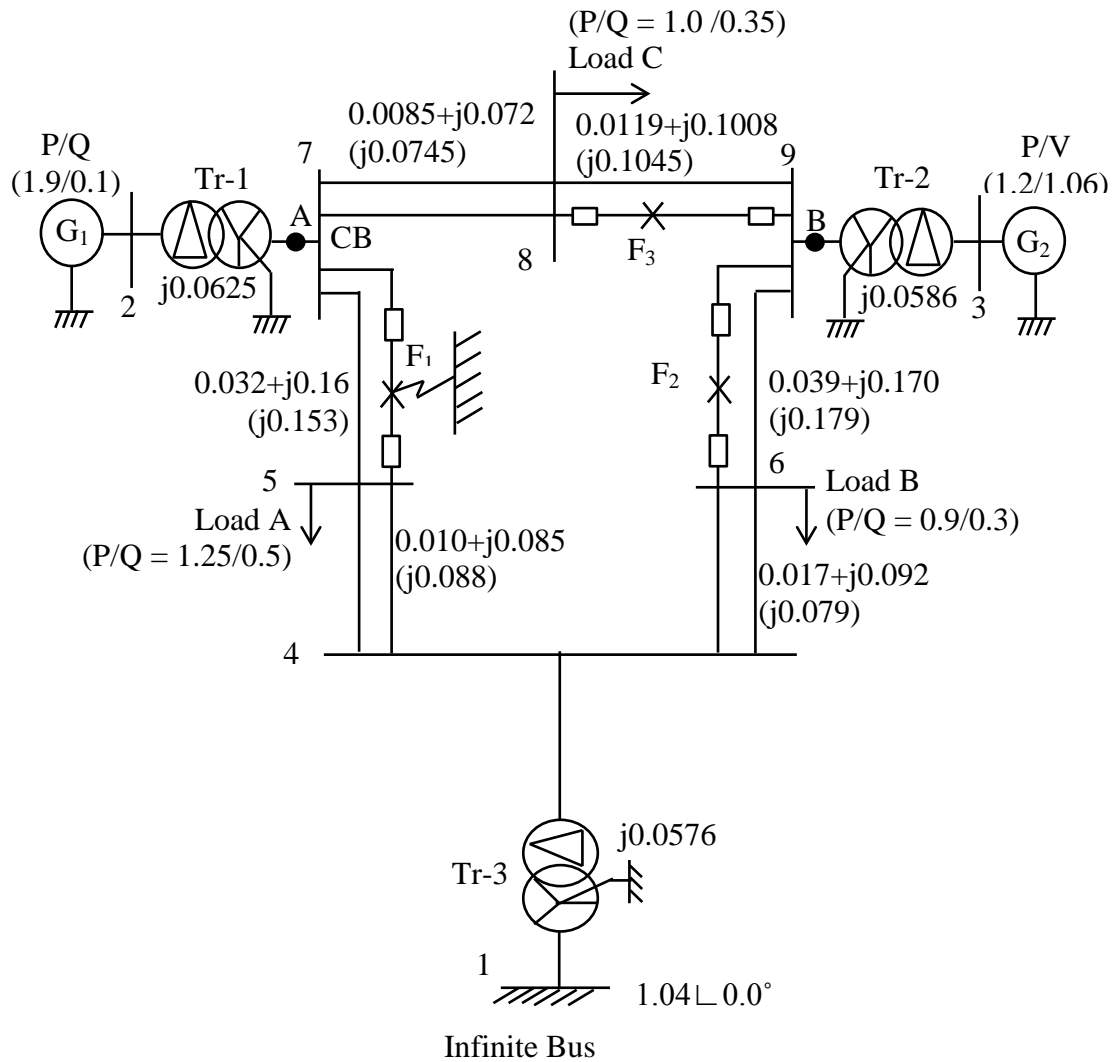 (P/Q = 1.0 /0.35)
Load C
0.0085+j0.072
(j0.0745)
0.0119+j0.1008
(j0.1045)
7
9
P/Q
(1.9/0.1)
Tr-1
A
CB
G₁
2
j0.0625
8
F₃
B
Tr-2
P/V
(1.2/1.06)
G₂
j0.0586
3
F₁
0.032+j0.16
(j0.153)
F₂
0.039+j0.170
(j0.179)
5
Load A
(P/Q = 1.25/0.5)
6
Load B
(P/Q = 0.9/0.3)
0.010+j0.085
(j0.088)
0.017+j0.092
(j0.079)
4
j0.0576
Tr-3
1
1.04∟0.0˚
Infinite Bus